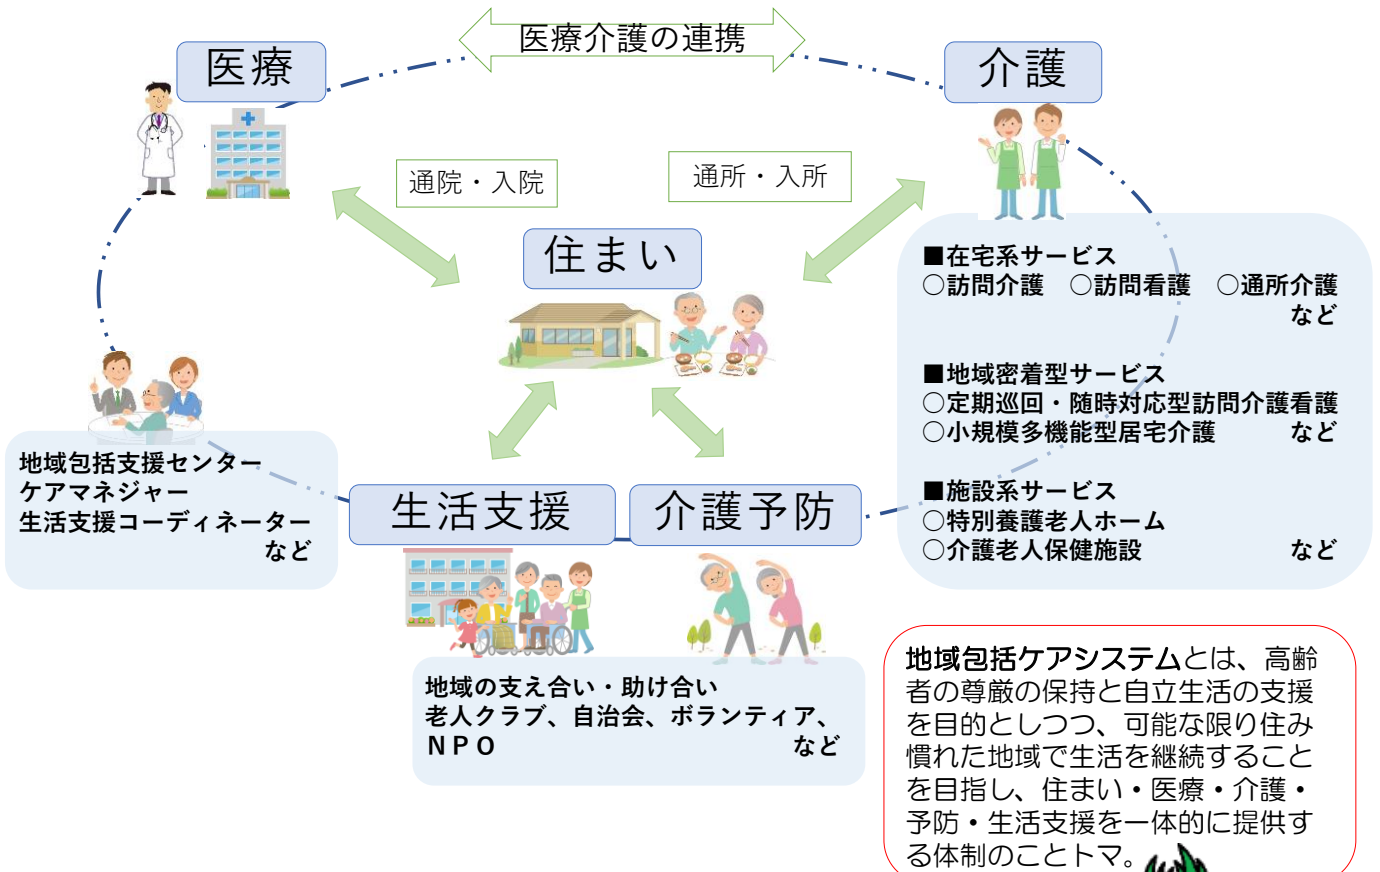 医療介護の連携
医療
介護
通院・入院
通所・入所
住まい
■在宅系サービス
○訪問介護　○訪問看護　○通所介護
など
■地域密着型サービス
○定期巡回・随時対応型訪問介護看護
○小規模多機能型居宅介護　　など
■施設系サービス
○特別養護老人ホーム
○介護老人保健施設　　など
地域包括支援センター
ケアマネジャー
生活支援コーディネーター
など
生活支援
介護予防
地域の支え合い・助け合い
老人クラブ、自治会、ボランティア、
ＮＰＯ　　など
地域包括ケアシステムとは、高齢
者の尊厳の保持と自立生活の支援
を目的としつつ、可能な限り住み
慣れた地域で生活を継続すること
を目指し、住まい・医療・介護・
予防・生活支援を一体的に提供す
る体制のことトマ。